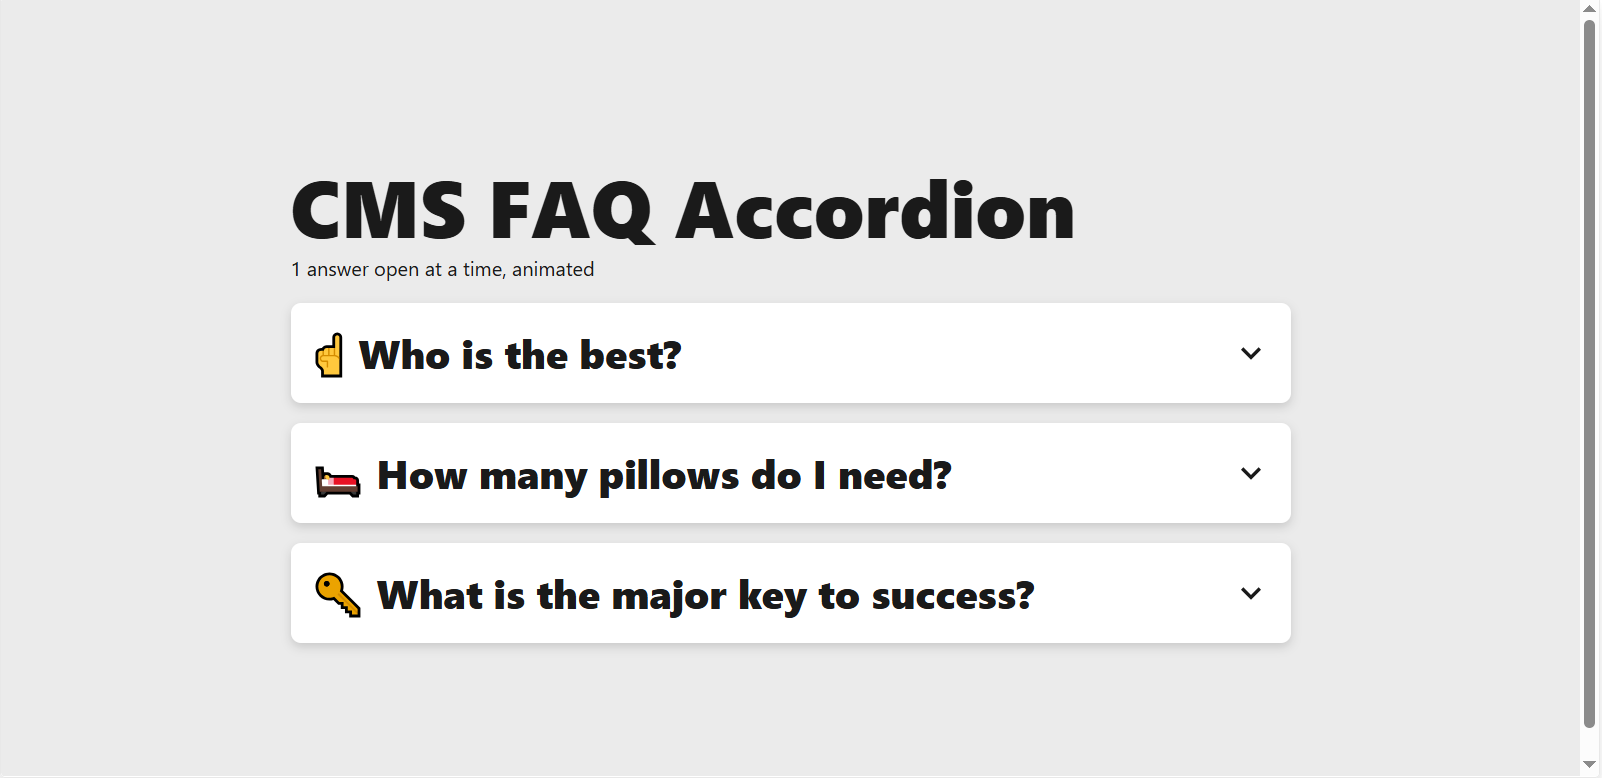 CMS FAQ Accordion
1 answer open at a time, animated
☝Who is the best?
🛌 How many pillows do I need?
🔑 What is the major key to success?